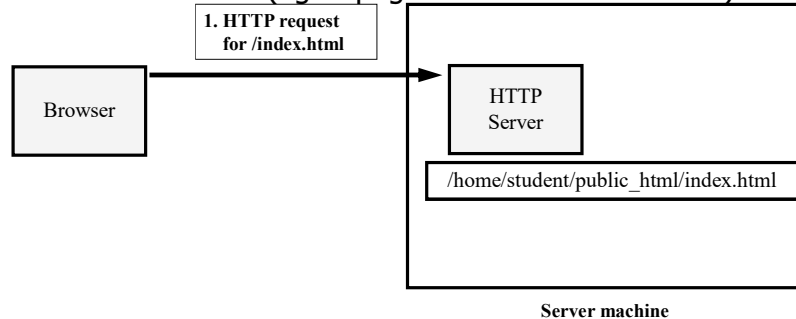 1. HTTP request
for /index.html
Browser
HTTP
Server
/home/student/public_html/index.html
Server machine